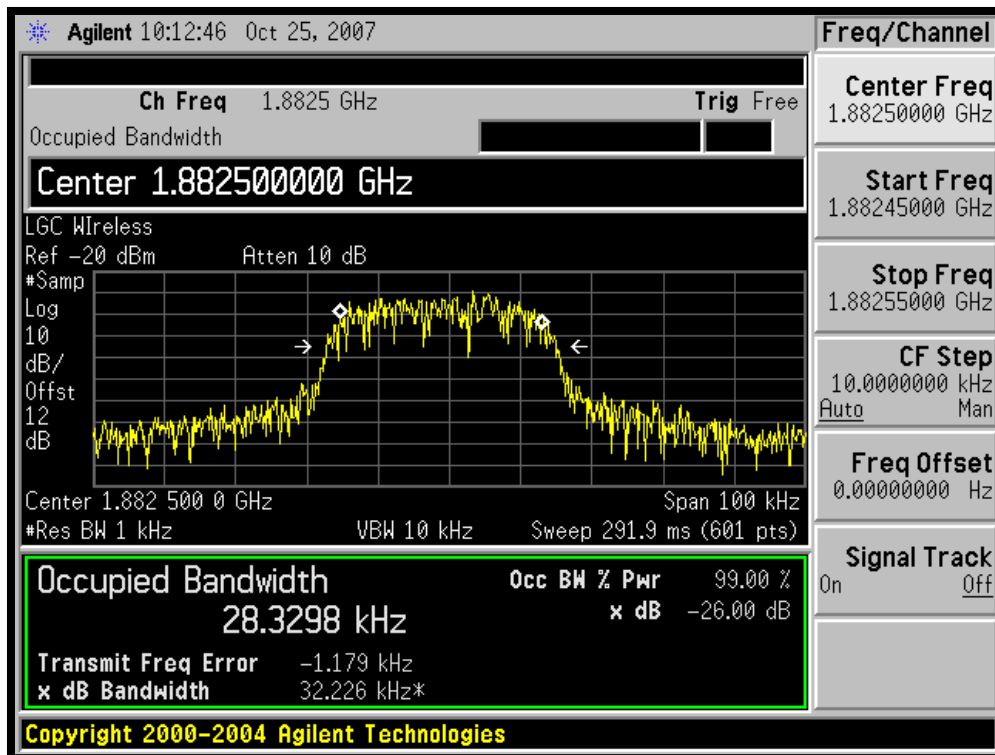 Agilent 10:12:46 Oct 25, 2007
Freq/Channel
Ch Freq 1.8825 GHz Trig Free
Occupied Bandwidth
Center 1.882500000 GHz
LGC WIreless
Ref -20 dBm Atten 10 dB
#Samp
Log
10
dB/
Offst
12
dB
Center 1.882 500 0 GHz Span 100 kHz
#Res BW 1 kHz VBW 10 kHz Sweep 291.9 ms (601 pts)
Occupied Bandwidth Occ BW % Pwr 99.00 %
28.3298 kHz x dB -26.00 dB
Transmit Freq Error -1.179 kHz
x dB Bandwidth 32.226 kHz*
Copyright 2000-2004 Agilent Technologies
Center Freq
1.88250000 GHz
Start Freq
1.88245000 GHz
Stop Freq
1.88255000 GHz
CF Step
10.0000000 kHz
Auto Man
Freq Offset
0.00000000 Hz
Signal Track
On Off